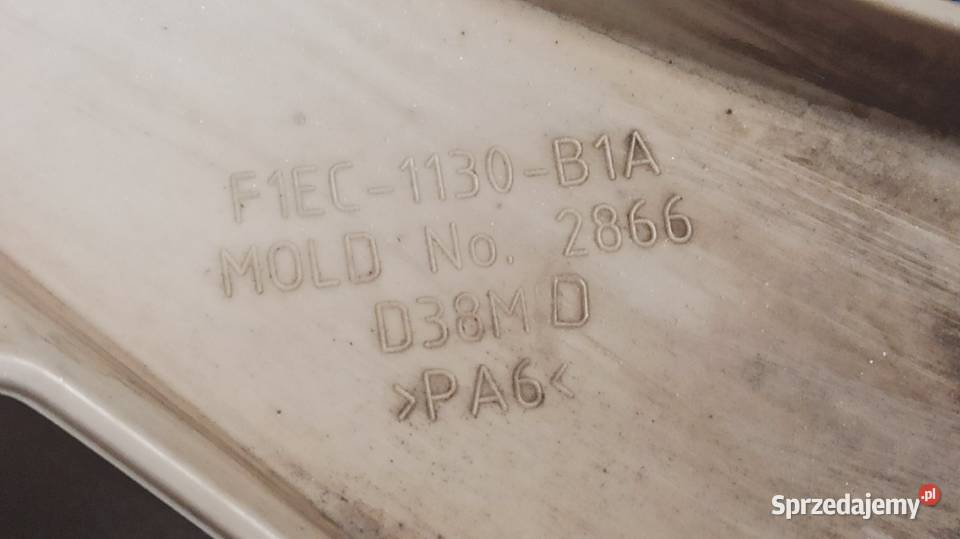 F1EC-1130-B1A
MOLD No. 2866
D38M D
>PA6<
Sprzedajemy.pl